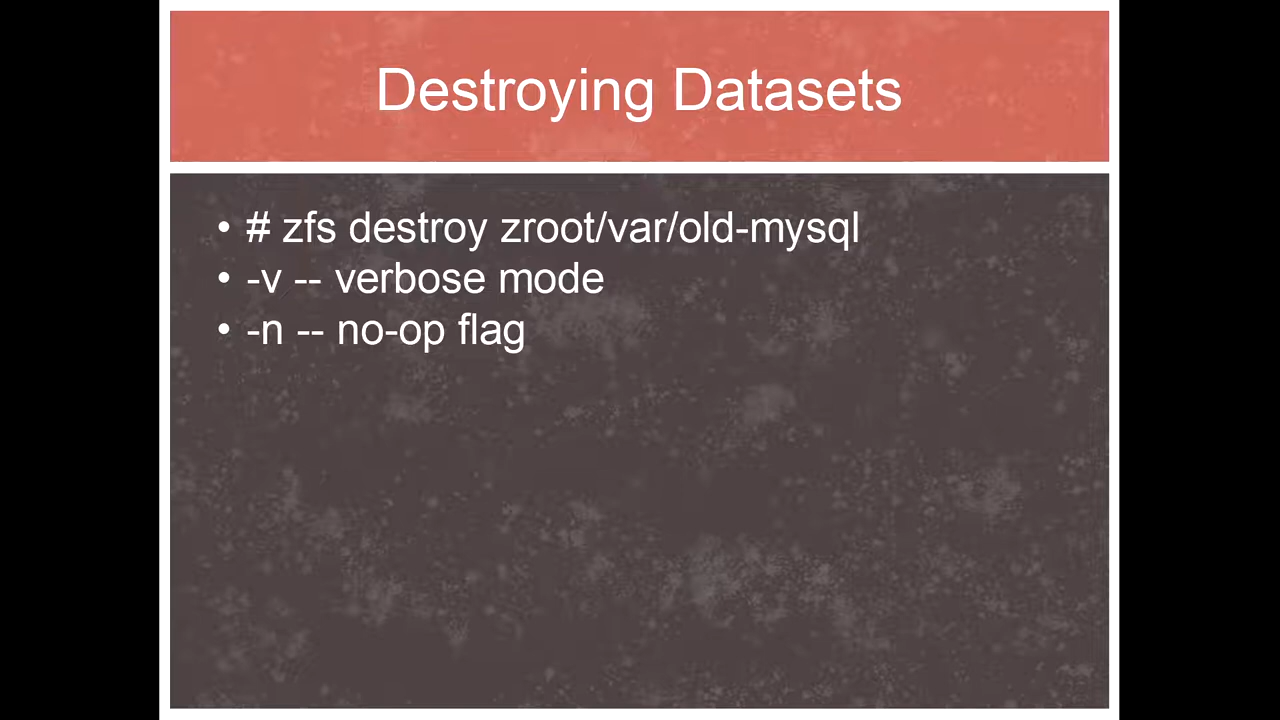 Destroying Datasets
• # zfs destroy zroot/var/old-mysql
• -v -- verbose mode
• -n -- no-op flag